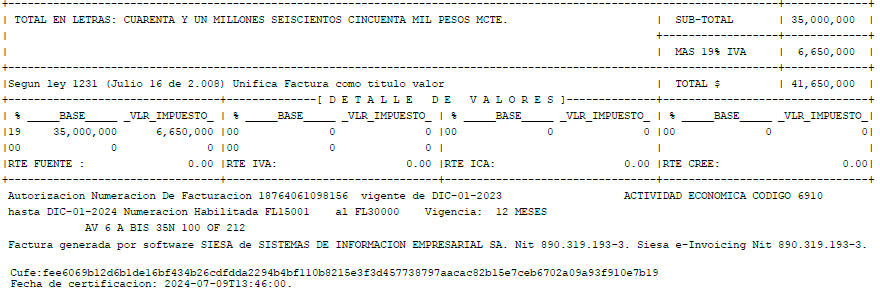 TOTAL EN LETRAS: CUARENTA Y UN MILLONES SEISCIENTOS CINCUENTA MIL PESOS MCTE. | SUB-TOTAL | 35,000,000 |
| MAS 19% IVA | 6,650,000 |
|Segun ley 1231 (Julio 16 de 2.008) Unifica Factura como titulo valor | TOTAL $ | 41,650,000 |
[ D E T A L L E D E V A L O R E S ]
| % _____BASE_____ _VLR_IMPUESTO_ | % _____BASE_____ _VLR_IMPUESTO_ | % _____BASE_____ _VLR_IMPUESTO_ | % _____BASE_____ _VLR_IMPUESTO_|
|19 35,000,000 6,650,000 |00 0 0 |00 0 0 |00 0 0|
|00 0 0 |00 0 0 | | |
|RTE FUENTE : 0.00 |RTE IVA: 0.00 |RTE ICA: 0.00 |RTE CREE: 0.00|
Autorizacion Numeracion De Facturacion 18764061098156 vigente de DIC-01-2023 ACTIVIDAD ECONOMICA CODIGO 6910
hasta DIC-01-2024 Numeracion Habilitada FL15001 al FL30000 Vigencia: 12 MESES
AV 6 A BIS 35N 100 OF 212
Factura generada por software SIESA de SISTEMAS DE INFORMACION EMPRESARIAL SA. Nit 890.319.193-3. Siesa e-Invoicing Nit 890.319.193-3.
Cufe:fee6069b12d6b1de16bf434b26cdfdda2294b4bf110b8215e3f3d457738797aacac82b15e7ceb6702a09a93f910e7b19
Fecha de certificacion: 2024-07-09T13:46:00.